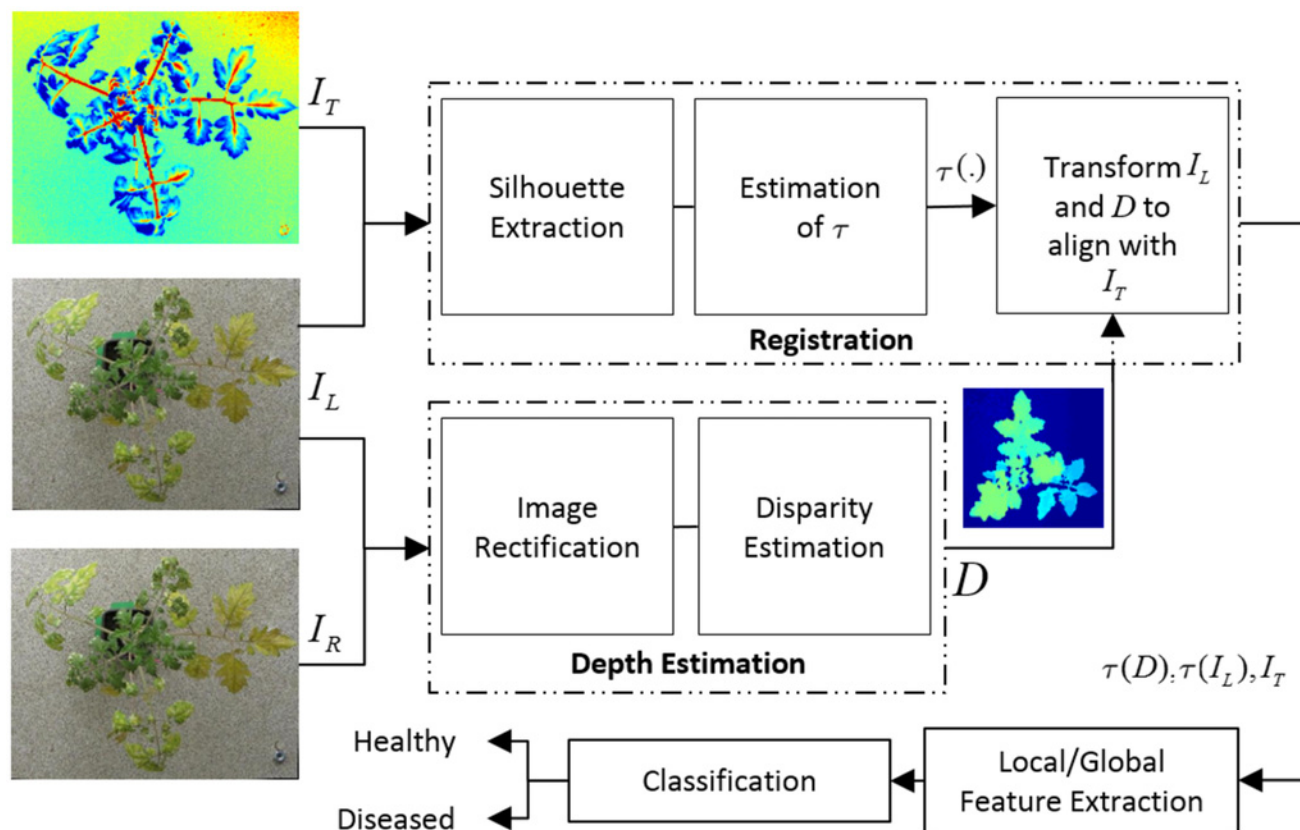 I_T
Silhouette
Extraction
Estimation
of τ
τ(.)
Transform I_L
and D to
align with
I_T
Registration
I_L
Image
Rectification
Disparity
Estimation
D
I_R
Depth Estimation
τ(D),τ(I_L),I_T
Healthy
Diseased
Classification
Local/Global
Feature Extraction